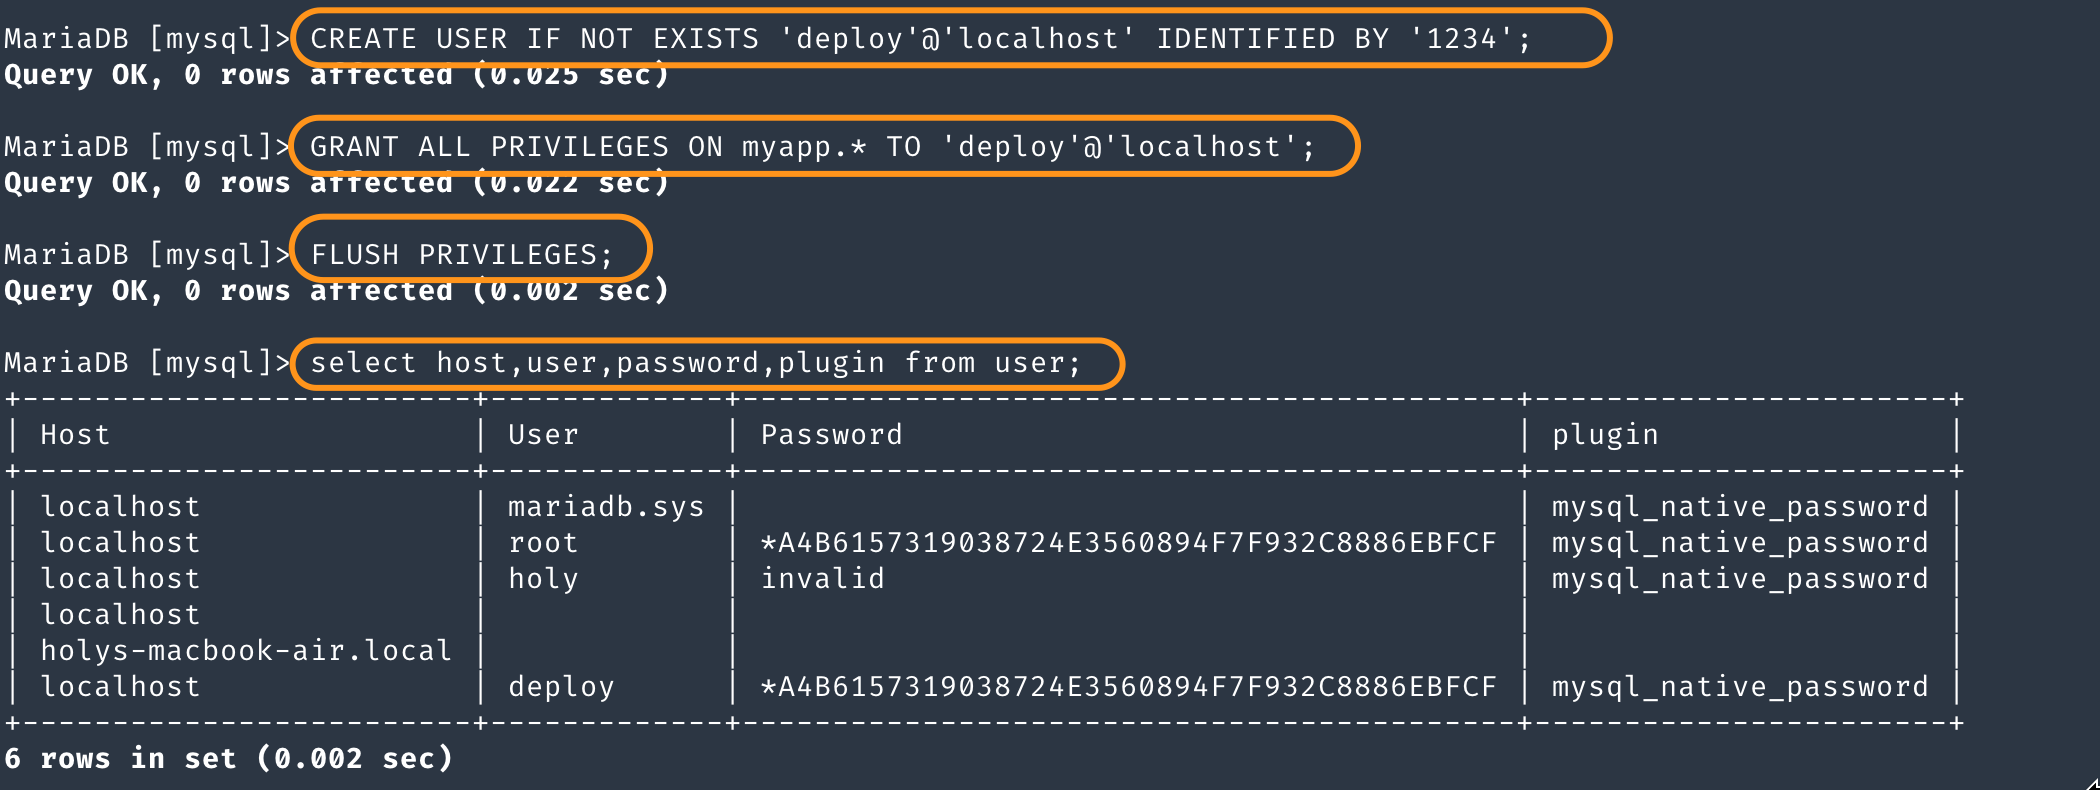 MariaDB [mysql]> CREATE USER IF NOT EXISTS 'deploy'@'localhost' IDENTIFIED BY '1234';
Query OK, 0 rows affected (0.025 sec)
MariaDB [mysql]> GRANT ALL PRIVILEGES ON myapp.* TO 'deploy'@'localhost';
Query OK, 0 rows affected (0.022 sec)
MariaDB [mysql]> FLUSH PRIVILEGES;
Query OK, 0 rows affected (0.002 sec)
MariaDB [mysql]> select host,user,password,plugin from user;
+-------------------------+-------------+-------------------------------------------+-----------------------+
| Host                    | User        | Password                                  | plugin                |
+-------------------------+-------------+-------------------------------------------+-----------------------+
| localhost               | mariadb.sys |                                           | mysql_native_password |
| localhost               | root        | *A4B6157319038724E3560894F7F932C8886EBFCF | mysql_native_password |
| localhost               | holy        | invalid                                   | mysql_native_password |
| localhost               |             |                                           |                       |
| holys-macbook-air.local |             |                                           |                       |
| localhost               | deploy      | *A4B6157319038724E3560894F7F932C8886EBFCF | mysql_native_password |
+-------------------------+-------------+-------------------------------------------+-----------------------+
6 rows in set (0.002 sec)